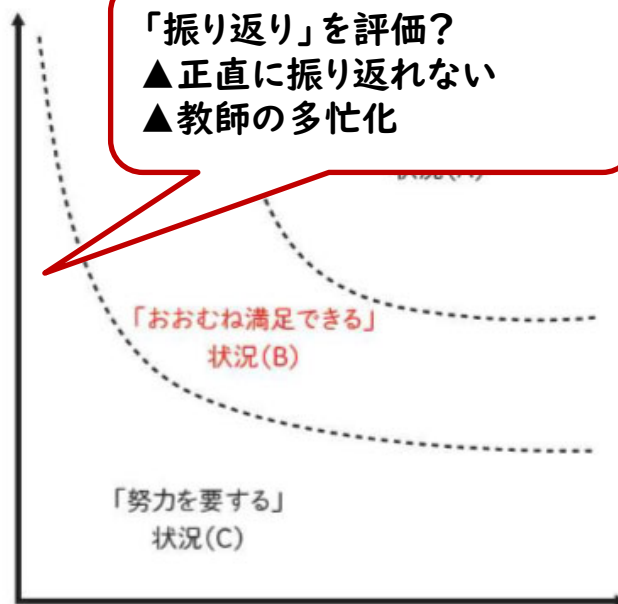 「振り返り」を評価?
▲正直に振り返れない
▲教師の多忙化
「おおむね満足できる」
状況(B)
「努力を要する」
状況(C)